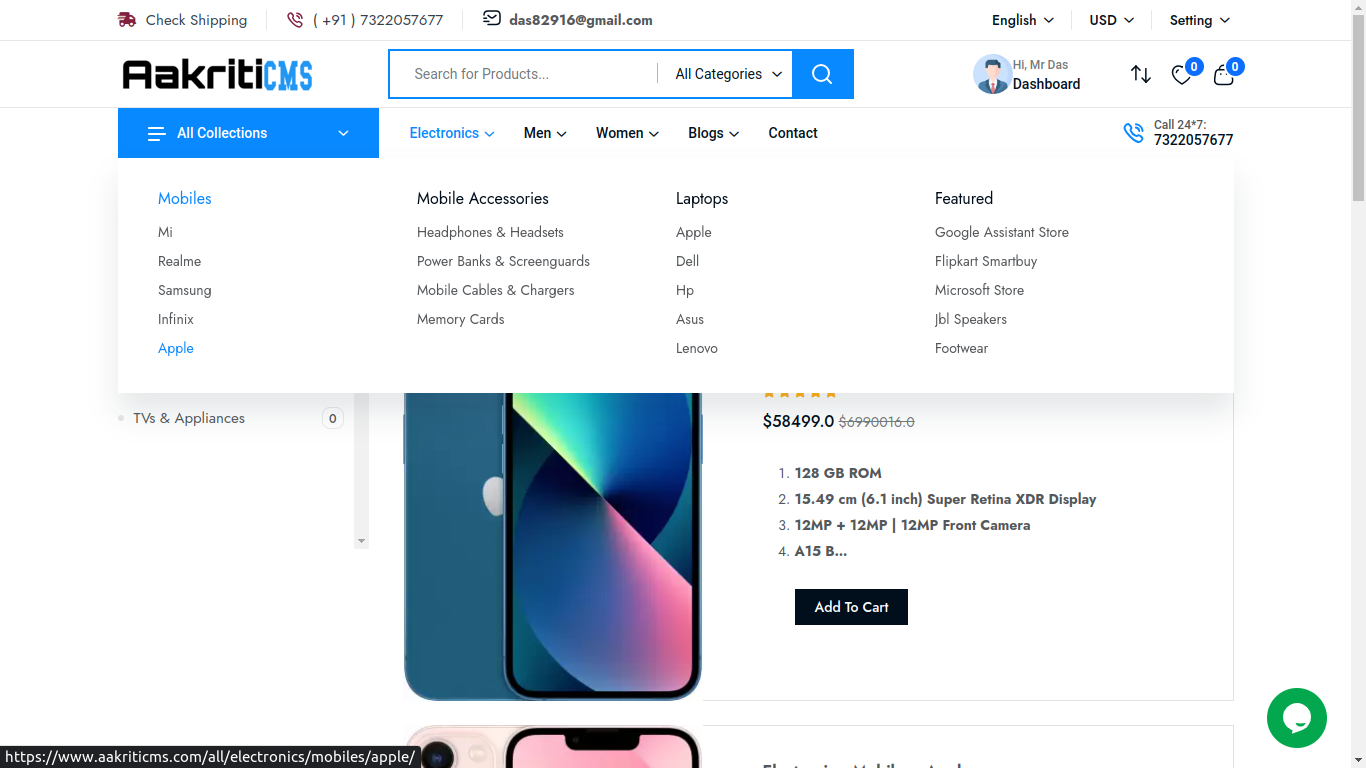 Check Shipping ( +91 ) 7322057677 das82916@gmail.com English USD Setting
AakritiCMS Search for Products... All Categories Hi, Mr Das Dashboard 0 0
All Collections Electronics Men Women Blogs Contact Call 24*7: 7322057677
Mobiles Mobile Accessories Laptops Featured
Mi Headphones & Headsets Apple Google Assistant Store
Realme Power Banks & Screenguards Dell Flipkart Smartbuy
Samsung Mobile Cables & Chargers Hp Microsoft Store
Infinix Memory Cards Asus Jbl Speakers
Apple Lenovo Footwear
TVs & Appliances 0
$58499.0 $6990016.0
1. 128 GB ROM
2. 15.49 cm (6.1 inch) Super Retina XDR Display
3. 12MP + 12MP | 12MP Front Camera
4. A15 B...
Add To Cart
https://www.aakriticms.com/all/electronics/mobiles/apple/